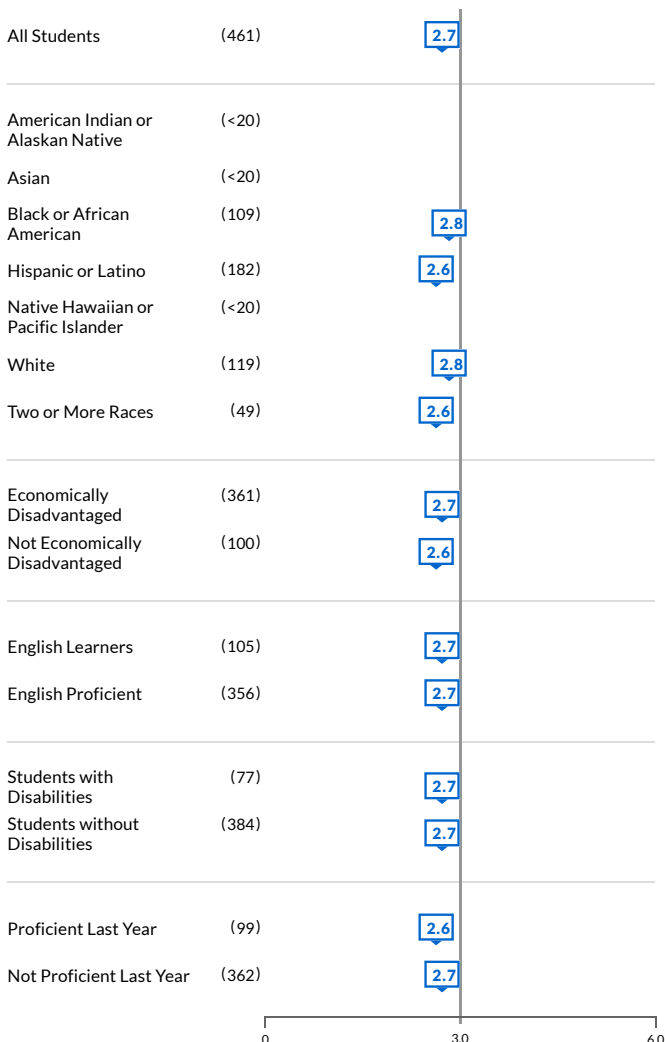 All Students (461) 2.7
American Indian or (<20)
Alaskan Native
Asian (<20)
Black or African (109) 2.8
American
Hispanic or Latino (182) 2.6
Native Hawaiian or (<20)
Pacific Islander
White (119) 2.8
Two or More Races (49) 2.6
Economically (361) 2.7
Disadvantaged
Not Economically (100) 2.6
Disadvantaged
English Learners (105) 2.7
English Proficient (356) 2.7
Students with (77) 2.7
Disabilities
Students without (384) 2.7
Disabilities
Proficient Last Year (99) 2.6
Not Proficient Last Year (362) 2.7
0 3.0 6.0